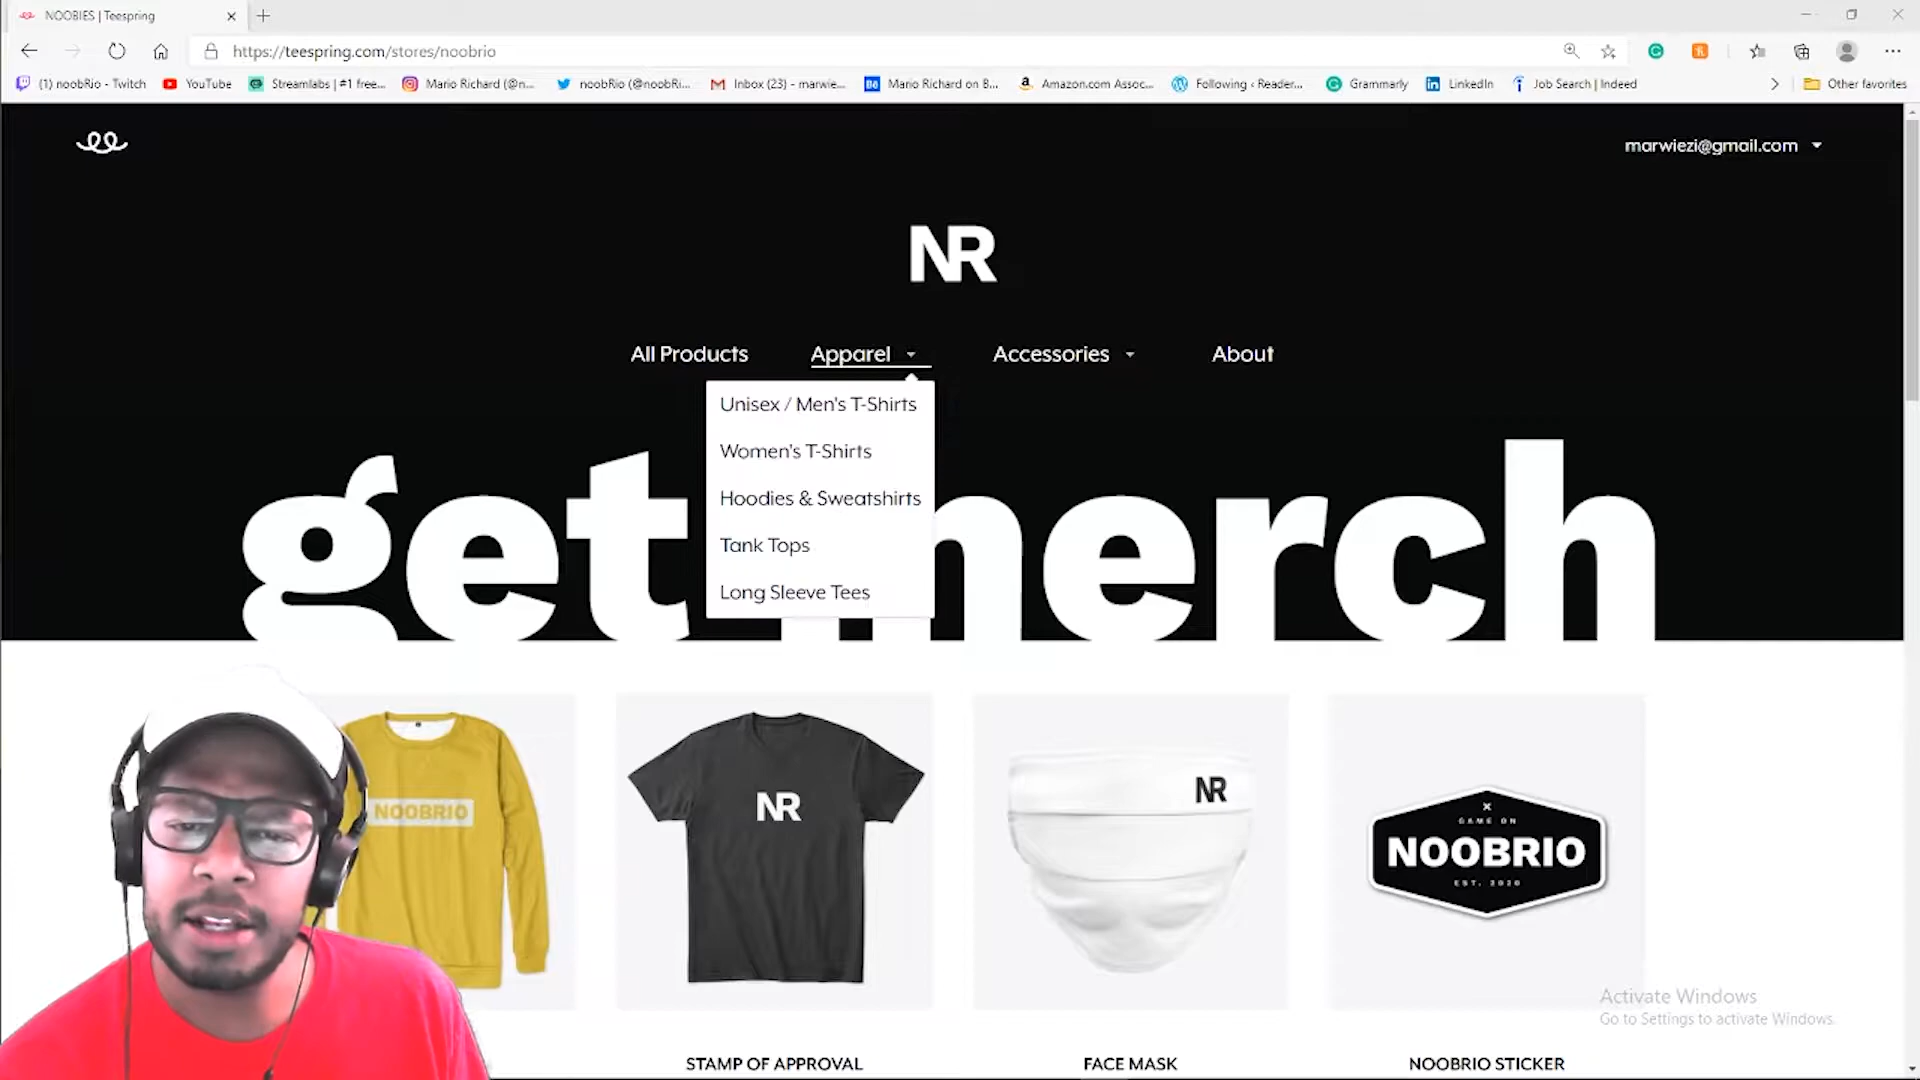 NOOBIES | Teespring
https://teespring.com/stores/noobrio
(1) noobRio - Twitch
YouTube
Streamlabs | #1 free...
Mario Richard (@n...
noobRio (@noobRi...
Inbox (23) - marwie...
Mario Richard on B...
Amazon.com Assoc...
Following ‹ Reader...
Grammarly
LinkedIn
Job Search | Indeed
Other favorites
marwiezi@gmail.com
NR
All Products
Apparel
Accessories
About
Unisex / Men's T-Shirts
Women's T-Shirts
Hoodies & Sweatshirts
Tank Tops
Long Sleeve Tees
get merch
NOOBRIO
NR
NR
GAME ON
NOOBRIO
EST. 2020
Activate Windows
Go to Settings to activate Windows.
STAMP OF APPROVAL
FACE MASK
NOOBRIO STICKER